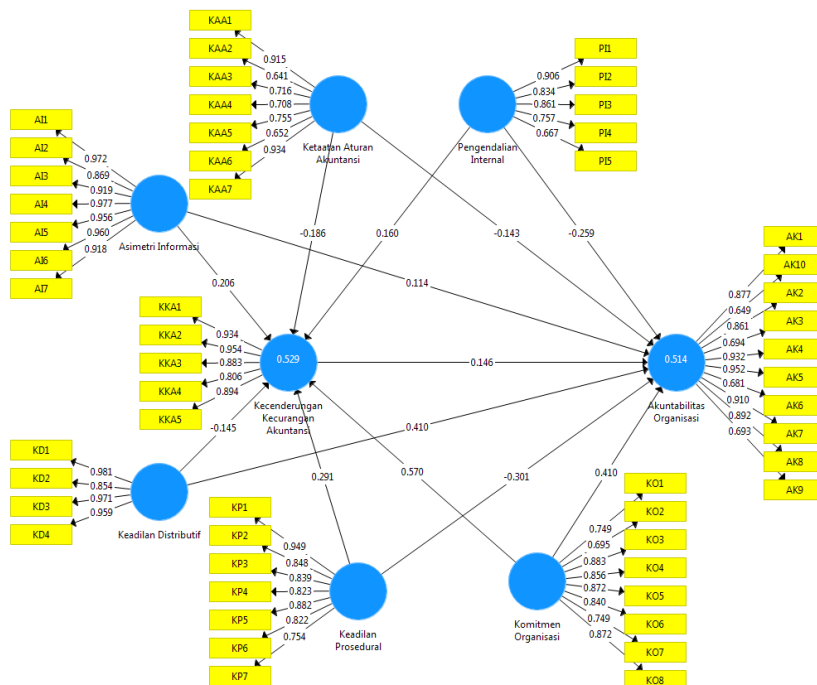 KAA1
KAA2
KAA3
KAA4
KAA5
KAA6
KAA7
0.915
0.641
0.716
0.708
0.755
0.652
0.934
Ketaatan Aturan
Akuntansi
PI1
PI2
PI3
PI4
PI5
0.906
0.834
0.861
0.757
0.667
Pengendalian
Internal
AI1
AI2
AI3
AI4
AI5
AI6
AI7
0.972
0.869
0.919
0.977
0.956
0.960
0.918
Asimetri Informasi
-0.186
0.160
-0.143
-0.259
0.206
0.114
KKA1
KKA2
KKA3
KKA4
KKA5
0.934
0.954
0.883
0.806
0.894
0.529
Kecenderungan
Kecurangan
Akuntansi
0.146
0.514
Akuntabilitas
Organisasi
AK1
AK10
AK2
AK3
AK4
AK5
AK6
AK7
AK8
AK9
0.877
0.649
0.861
0.694
0.932
0.952
0.681
0.910
0.892
0.693
-0.145
0.410
0.291
0.570
-0.301
0.410
KD1
KD2
KD3
KD4
0.981
0.854
0.971
0.959
Keadilan Distributif
KP1
KP2
KP3
KP4
KP5
KP6
KP7
0.949
0.848
0.839
0.823
0.882
0.822
0.754
Keadilan
Prosedural
KO1
KO2
KO3
KO4
KO5
KO6
KO7
KO8
0.749
0.695
0.883
0.856
0.872
0.840
0.749
0.872
Komitmen
Organisasi